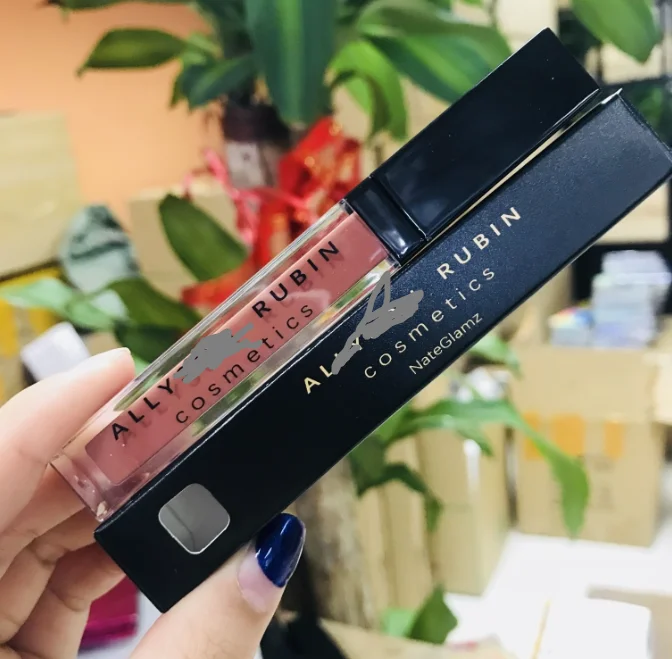 ALLY RUBIN
cosmetics
ALLY RUBIN
cosmetics
NateGlamz